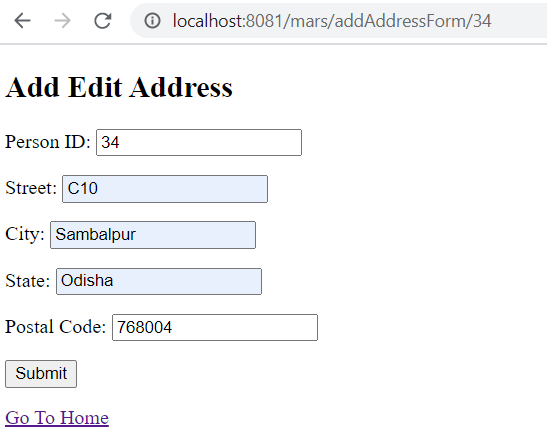 localhost:8081/mars/addAddressForm/34
Add Edit Address
Person ID: 34
Street: C10
City: Sambalpur
State: Odisha
Postal Code: 768004
Submit
Go To Home